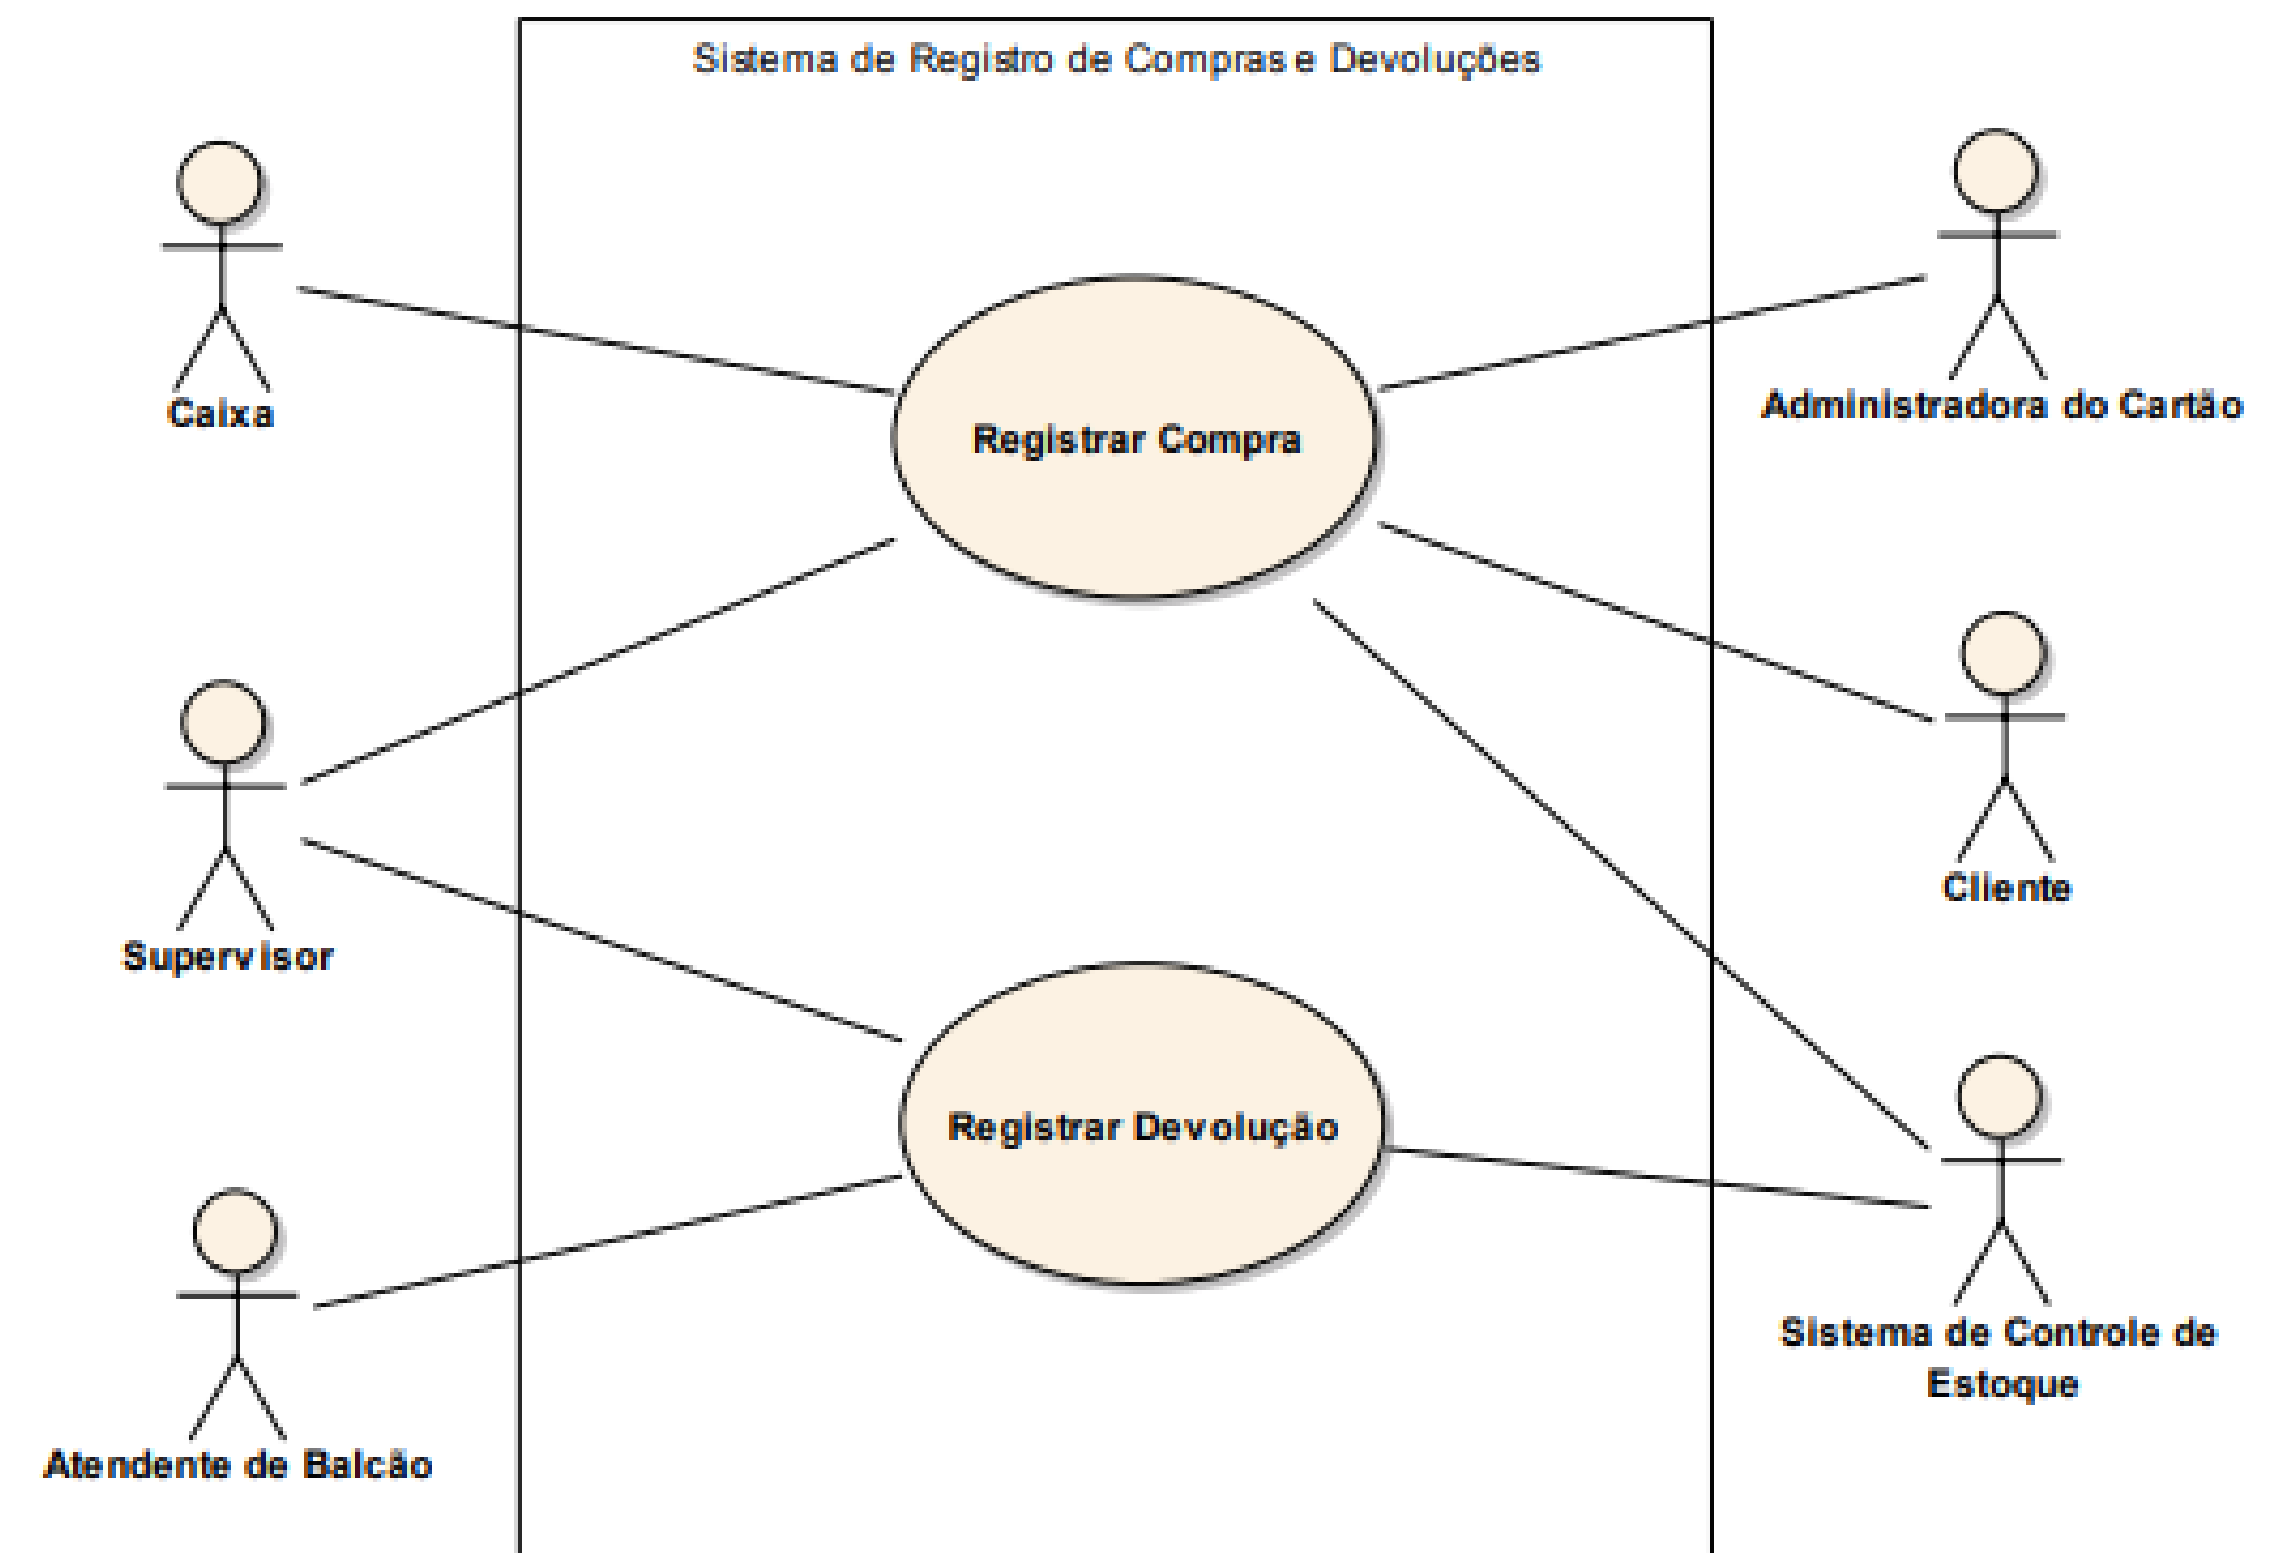 Sistema de Registro de Compras e Devoluções
Caixa
Administradora do Cartão
Registrar Compra
Cliente
Supervisor
Registrar Devolução
Sistema de Controle de
Estoque
Atendente de Balcão